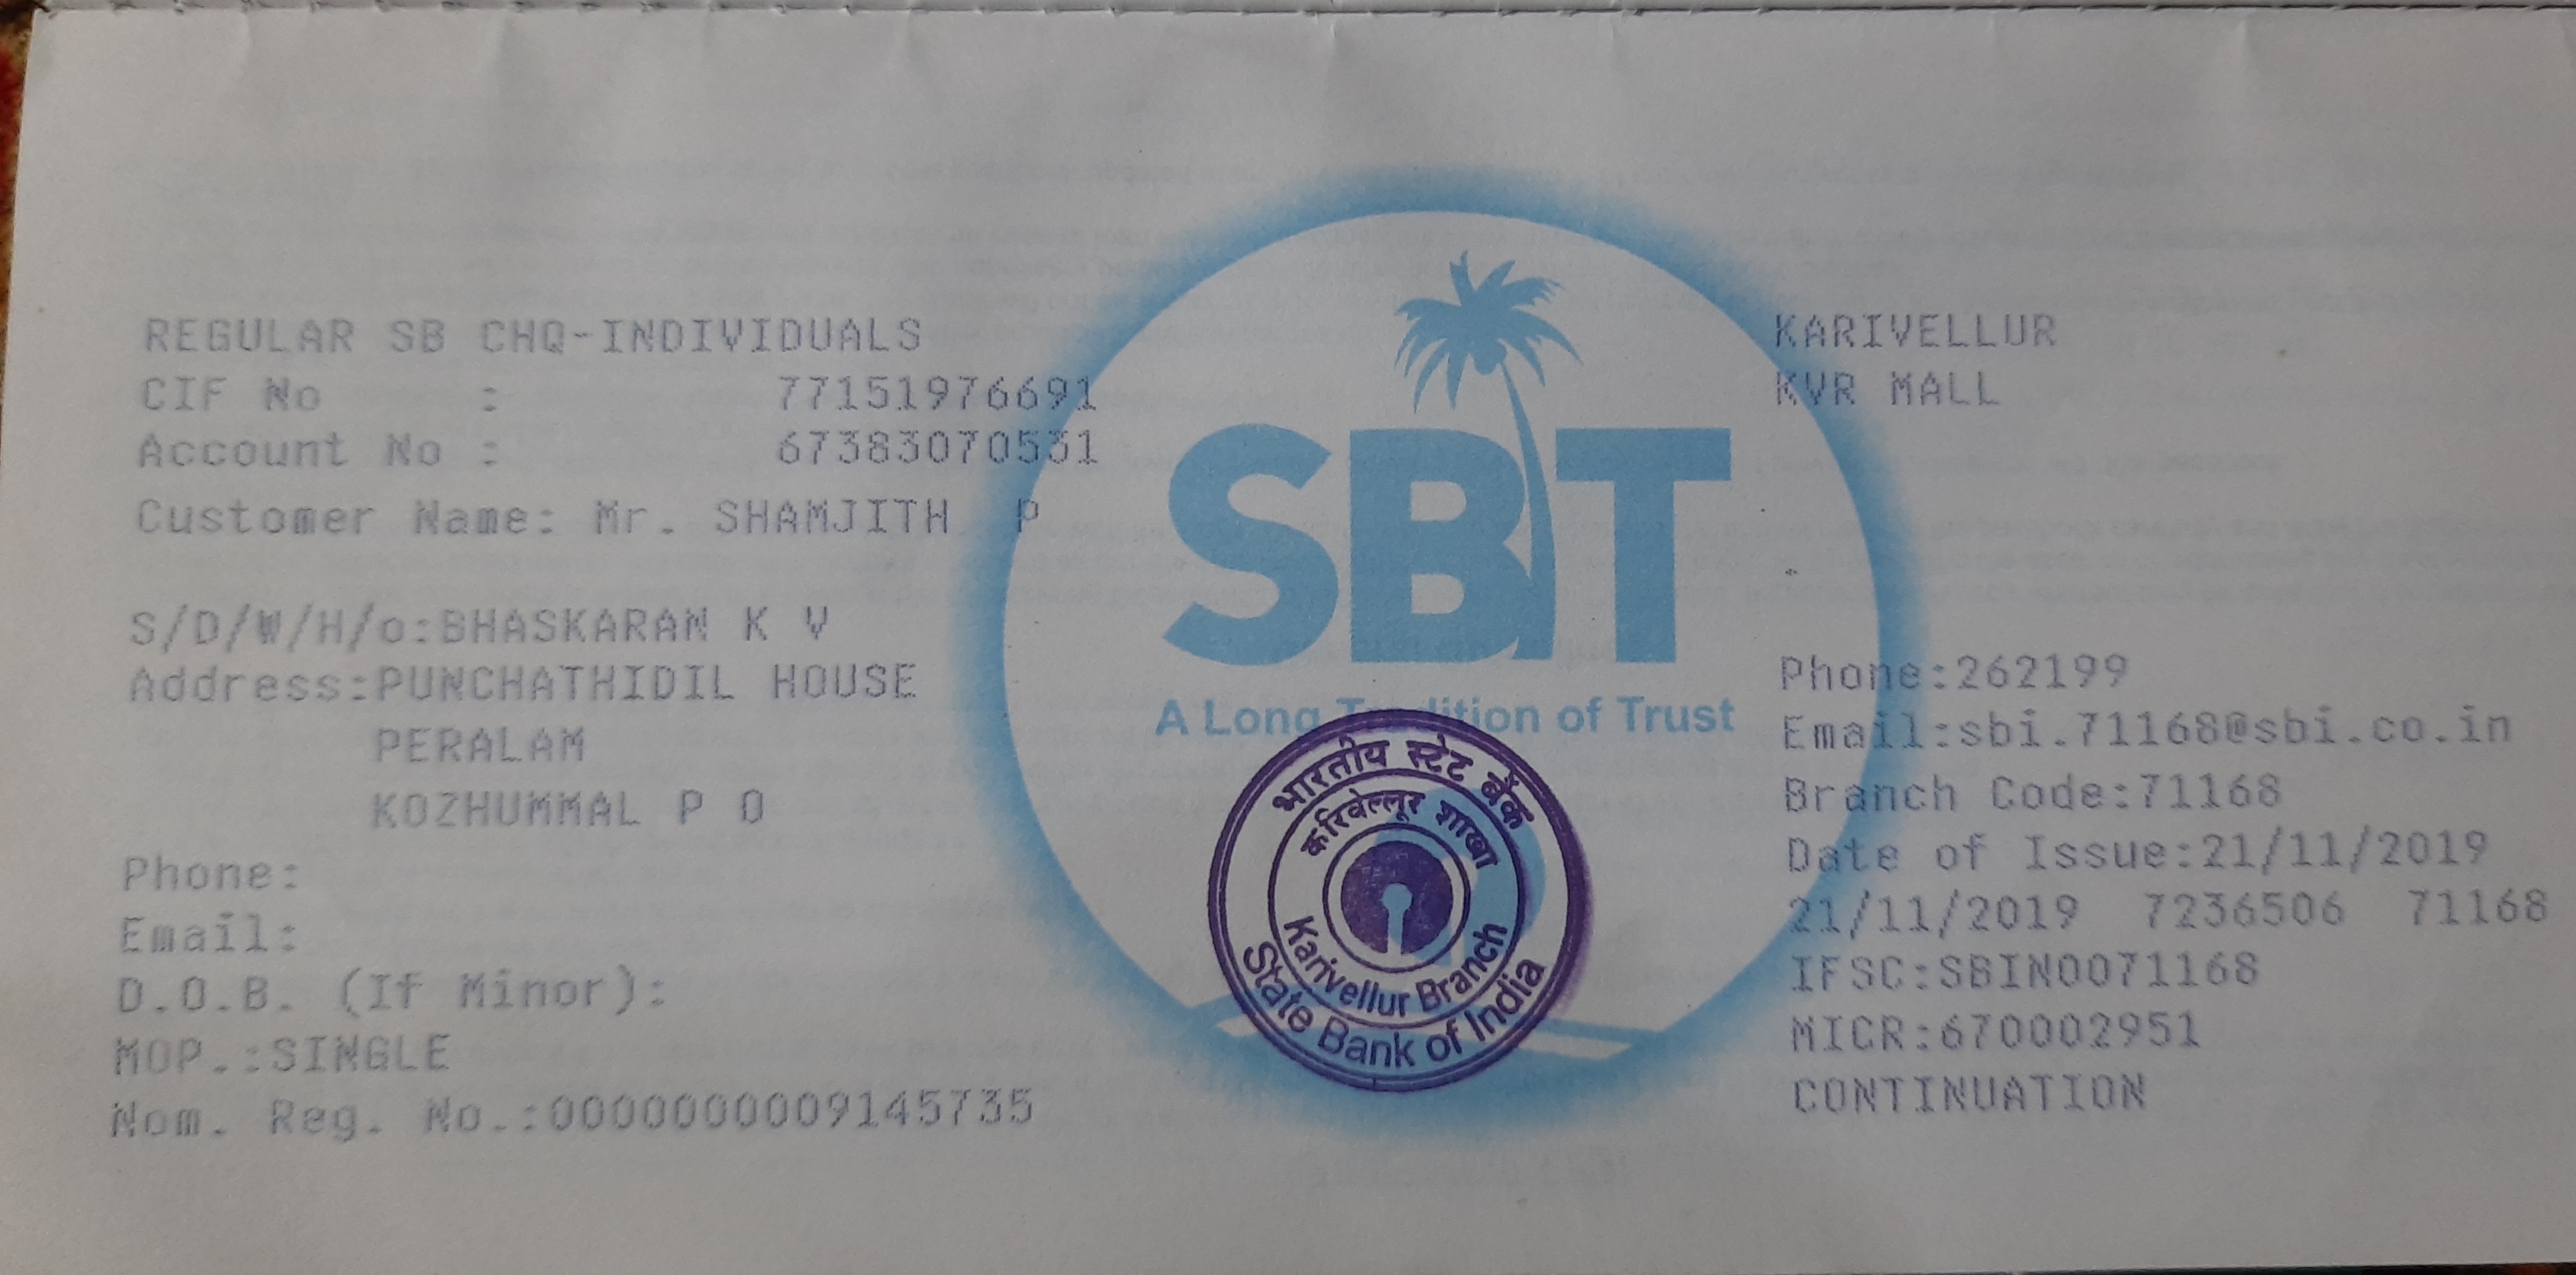 REGULAR SB CHQ-INDIVIDUALS
CIF No : 77151976691
Account No : 67383070531
Customer Name: Mr. SHAMJITH P
S/D/W/H/o:BHASKARAN K V
Address:PUNCHATHIDIL HOUSE
PERALAM
KOZHUMMAL P O
Phone:
Email:
D.O.B. (If Minor):
MOP.:SINGLE
Nom. Reg. No.:0000000009145735
SBT
A Long Tradition of Trust
भारतीय स्टेट बैंक
करिवेल्लूर शाखा
Karivellur Branch
State Bank of India
KARIVELLUR
KVR MALL
Phone:262199
Email:sbi.71168@sbi.co.in
Branch Code:71168
Date of Issue:21/11/2019
21/11/2019 7236506 71168
IFSC:SBIN0071168
MICR:670002951
CONTINUATION